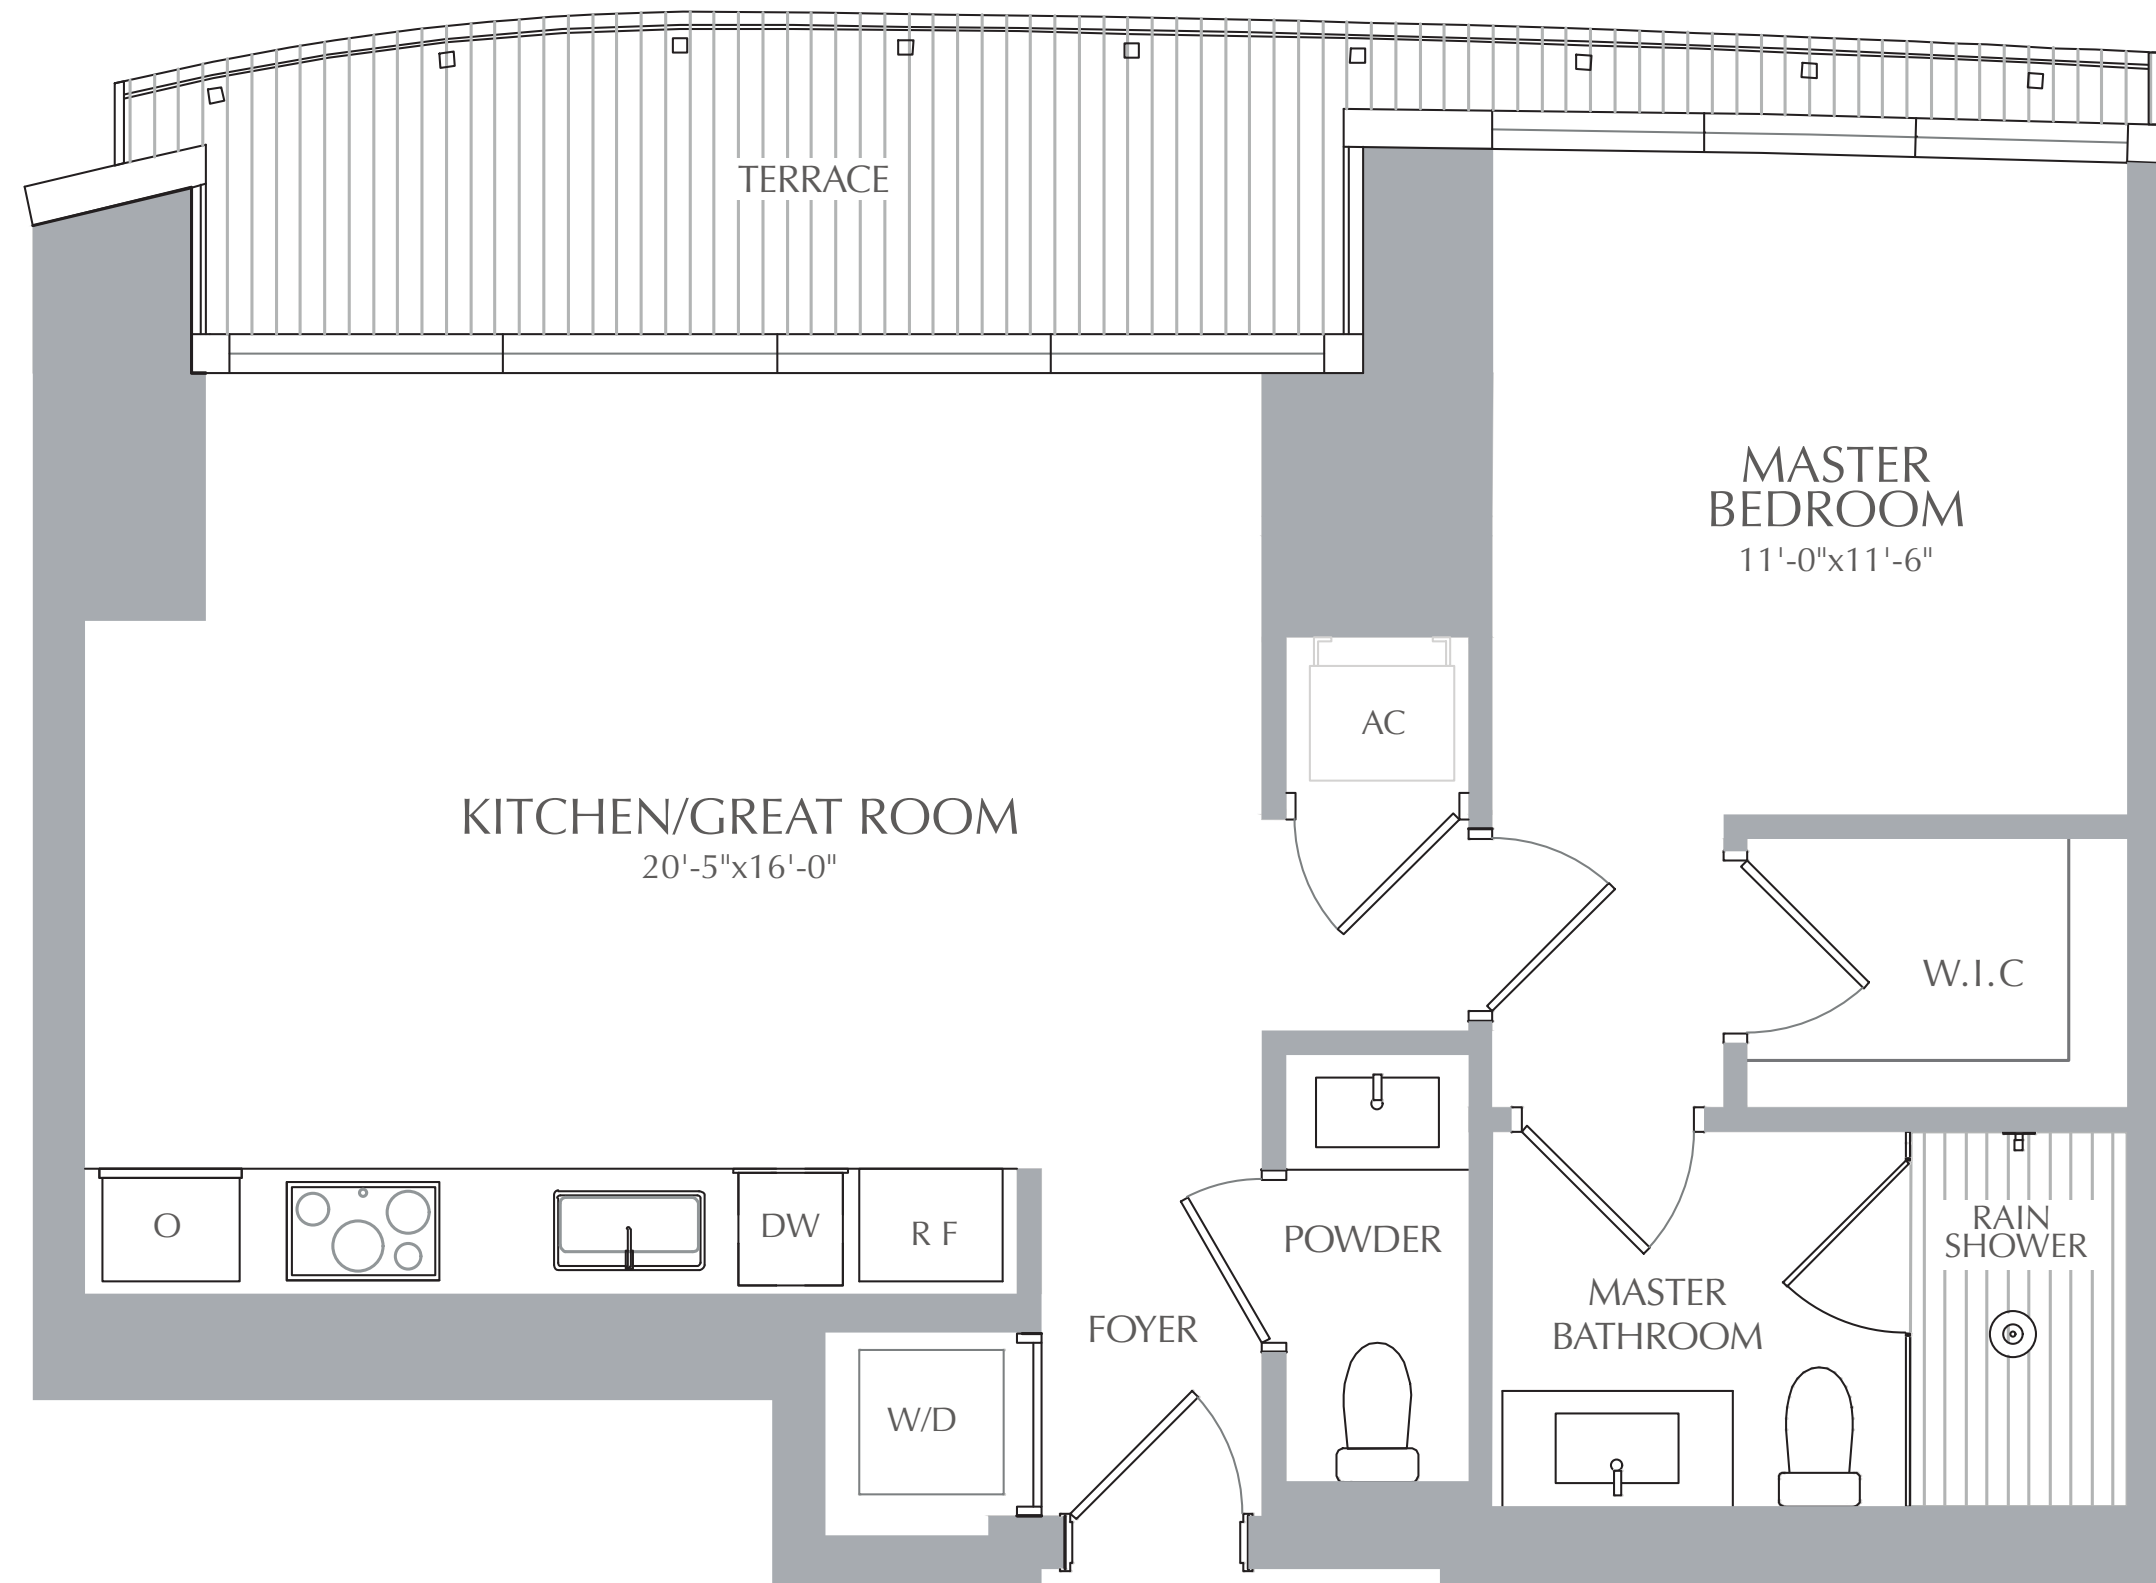 TERRACE
MASTER
BEDROOM
11'-0"x11'-6"
AC
KITCHEN/GREAT ROOM
20'-5"x16'-0"
W.I.C
O
DW
R F
POWDER
RAIN
SHOWER
FOYER
MASTER
BATHROOM
W/D